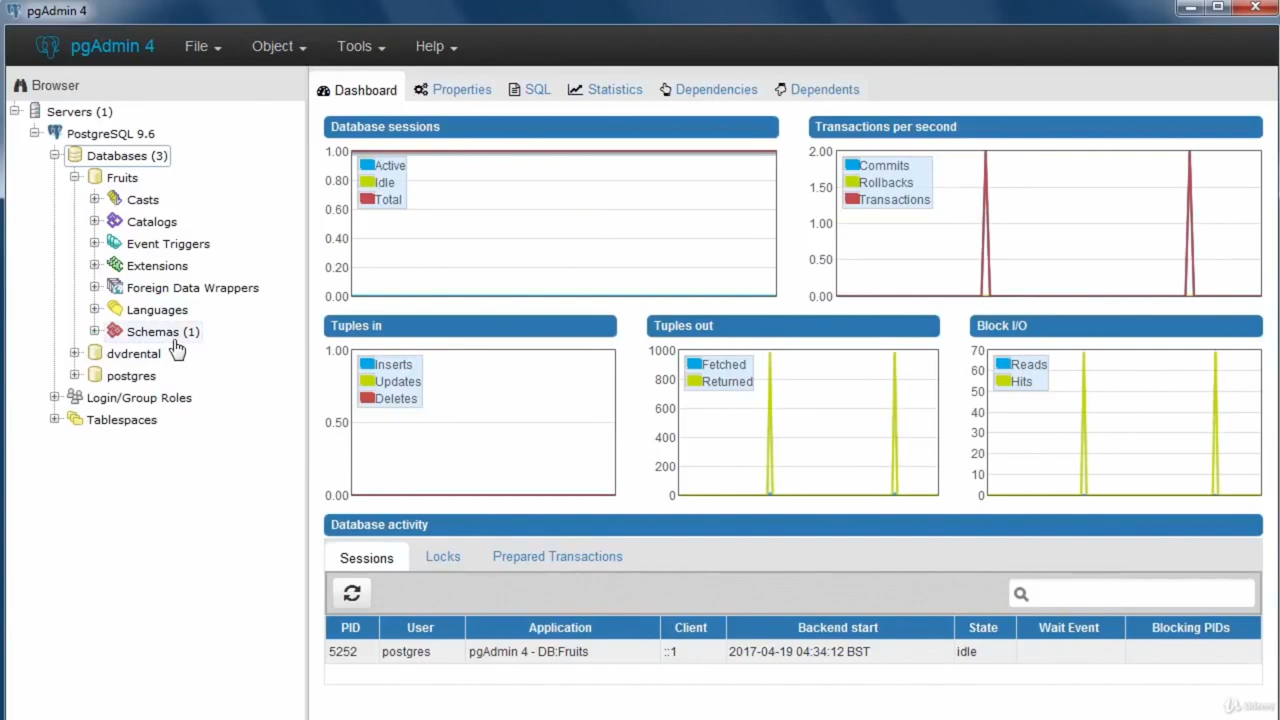 pgAdmin 4
pgAdmin 4 File Object Tools Help
Browser
Servers (1)
PostgreSQL 9.6
Databases (3)
Fruits
Casts
Catalogs
Event Triggers
Extensions
Foreign Data Wrappers
Languages
Schemas (1)
dvdrental
postgres
Login/Group Roles
Tablespaces
Dashboard Properties SQL Statistics Dependencies Dependents
Database sessions
1.00
0.80
0.60
0.40
0.20
0.00
Active
Idle
Total
Transactions per second
2.00
1.50
1.00
0.50
0.00
Commits
Rollbacks
Transactions
Tuples in
1.00
0.50
0.00
Inserts
Updates
Deletes
Tuples out
1000
800
600
400
200
0
Fetched
Returned
Block I/O
70
60
50
40
30
20
10
0
Reads
Hits
Database activity
Sessions Locks Prepared Transactions
PID User Application Client Backend start State Wait Event Blocking PIDs
5252 postgres pgAdmin 4 - DB:Fruits ::1 2017-04-19 04:34:12 BST idle
Udemy